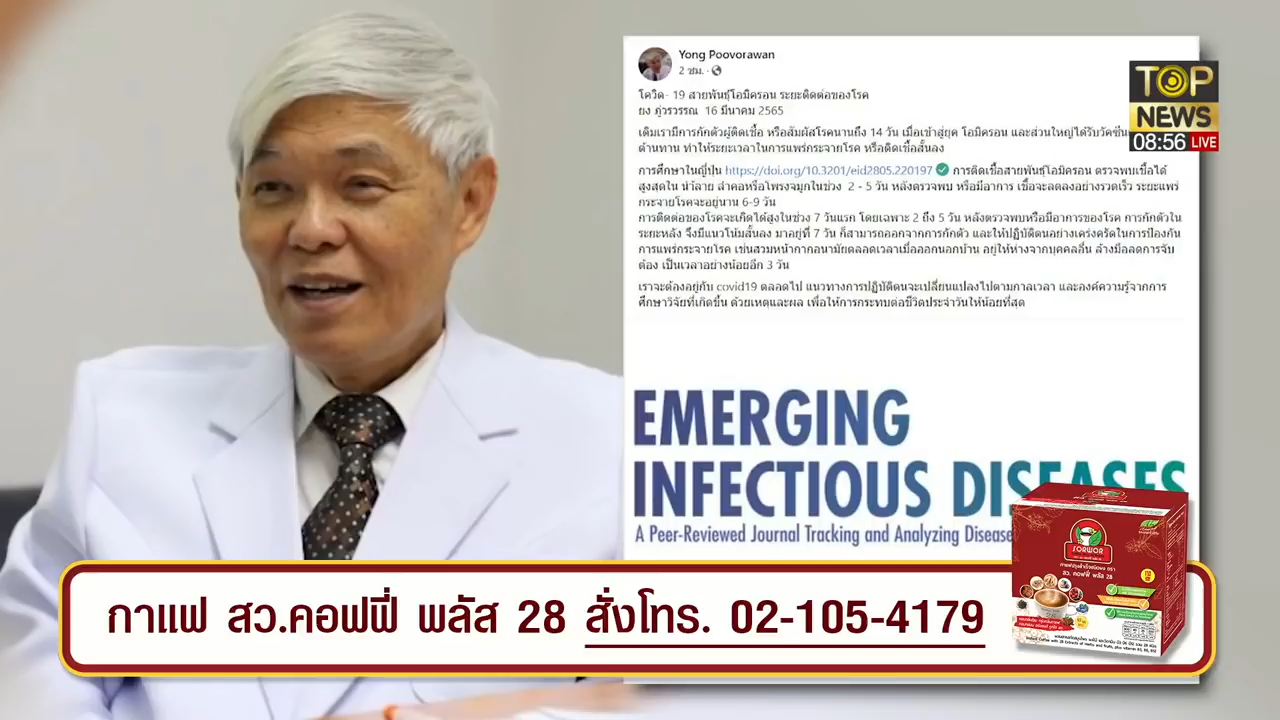 Yong Poovorawan
2 ชม.
โควิด- 19 สายพันธุ์โอมิครอน ระยะติดต่อของโรค
ยง ภู่วรวรรณ 16 มีนาคม 2565
เดิมเรามีการกักตัวผู้ติดเชื้อ หรือสัมผัสโรคนานถึง 14 วัน เมื่อเข้าสู่ยุค โอมิครอน และส่วนใหญ่ได้รับวัคซีน
ต้านทาน ทำให้ระยะเวลาในการแพร่กระจายโรค หรือติดเชื้อสั้นลง
การศึกษาในญี่ปุ่น https://doi.org/10.3201/eid2805.220197 การติดเชื้อสายพันธุ์โอมิครอน ตรวจพบเชื้อได้
สูงสุดใน น้ำลาย ลำคอหรือโพรงจมูกในช่วง 2 - 5 วัน หลังตรวจพบ หรือมีอาการ เชื้อจะลดลงอย่างรวดเร็ว ระยะแพร่
กระจายโรคจะอยู่นาน 6-9 วัน
การติดต่อของโรคจะเกิดได้สูงในช่วง 7 วันแรก โดยเฉพาะ 2 ถึง 5 วัน หลังตรวจพบหรือมีอาการของโรค การกักตัวใน
ระยะหลัง จึงมีแนวโน้มสั้นลง มาอยู่ที่ 7 วัน ก็สามารถออกจากการกักตัว และให้ปฏิบัติตนอย่างเคร่งครัดในการป้องกัน
การแพร่กระจายโรค เช่นสวมหน้ากากอนามัยตลอดเวลาเมื่อออกนอกบ้าน อยู่ให้ห่างจากบุคคลอื่น ล้างมือลดการจับ
ต้อง เป็นเวลาอย่างน้อยอีก 3 วัน
เราจะต้องอยู่กับ covid19 ตลอดไป แนวทางการปฏิบัติตนจะเปลี่ยนแปลงไปตามกาลเวลา และองค์ความรู้จากการ
ศึกษาวิจัยที่เกิดขึ้น ด้วยเหตุและผล เพื่อให้การกระทบต่อชีวิตประจำวันให้น้อยที่สุด
TOP
NEWS
08:56 LIVE
EMERGING
INFECTIOUS DISEASES
A Peer-Reviewed Journal Tracking and Analyzing Disease
กาแฟ สว.คอฟฟี่ พลัส 28 สั่งโทร. 02-105-4179
SORWOR
กาแฟปรุงสำเร็จชนิดผง ตรา
สว. คอฟฟี่ พลัส 28